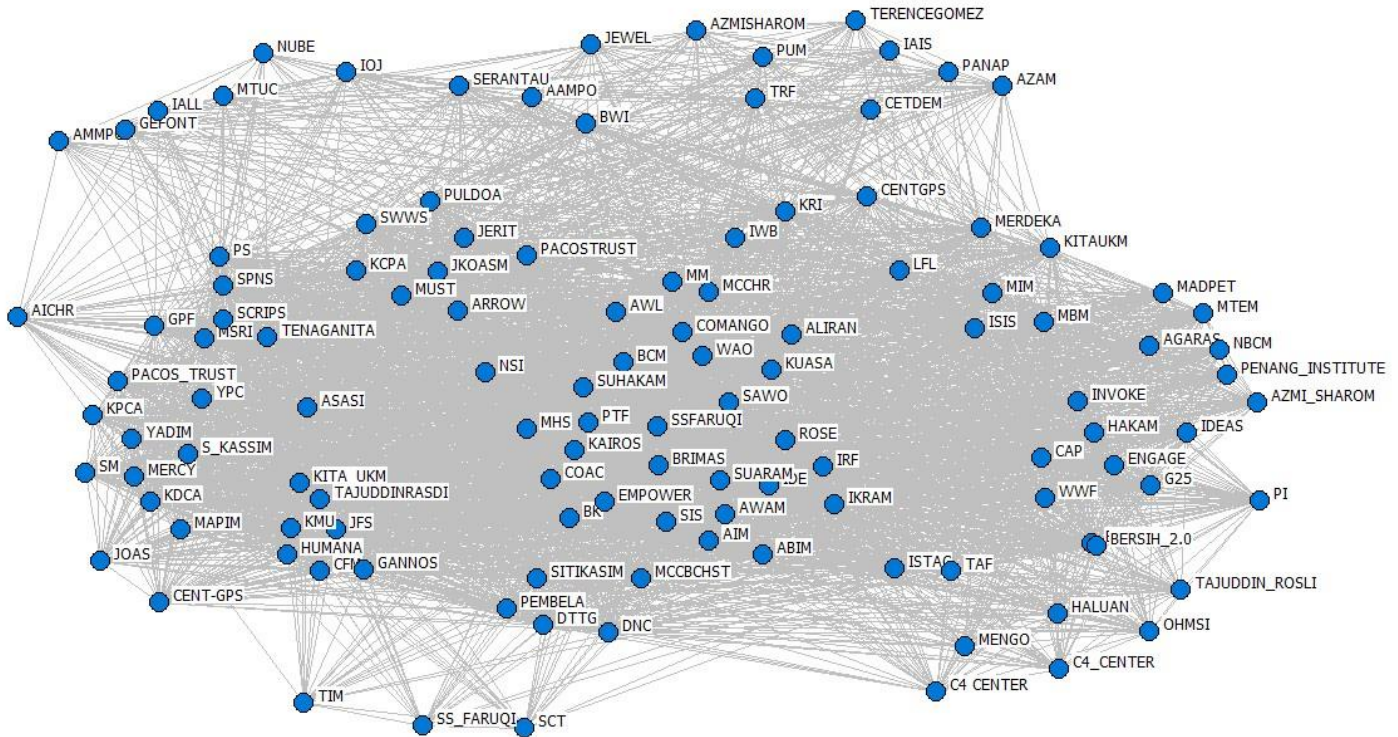 TERENCEGOMEZ
AZMISHAROM
JEWEL
NUBE
IAIS
PUM
IOJ
PANAP
SERANTAU
AZAM
MTUC
AAMPO
TRF
IALL
CETDEM
GEFONT
BWI
AMMP
PULDOA
CENTGPS
KRI
SWWS
MERDEKA
JERIT
IWB
KITAUKM
PS
PACOSTRUST
KCPA
JKOASM
LFL
MM
SPNS
MCCHR
MIM
MADPET
MUST
ARROW
AWL
MTEM
AICHR
SCRIPS
GPF
MBM
ISIS
COMANGO
ALIRAN
MSRI
TENAGANITA
AGARAS
NBCM
WAO
BCM
KUASA
NSI
PENANG_INSTITUTE
PACOS_TRUST
SUHAKAM
YPC
SAWO
INVOKE
AZMI_SHAROM
ASASI
KPCA
PTF
MHS
SSFARUQI
HAKAM
IDEAS
YADIM
ROSE
KAIROS
S_KASSIM
CAP
BRIMAS
ENGAGE
IRF
SM
MERCY
COAC
SUARAM
KITA_UKM
DE
G25
TAJUDDINRASDI
WWF
KDCA
EMPOWER
PI
IKRAM
AWAM
BK
SIS
KMU
JFS
MAPIM
AIM
BERSIH_2.0
HUMANA
ABIM
JOAS
CFM
GANNOS
ISTAC
TAF
SITIKASIM
MCCBCHST
TAJUDDIN_ROSLI
CENT-GPS
PEMBELA
HALUAN
DTTG
DNC
OHMSI
MENGO
C4_CENTER
C4 CENTER
TIM
SS_FARUQI
SCT